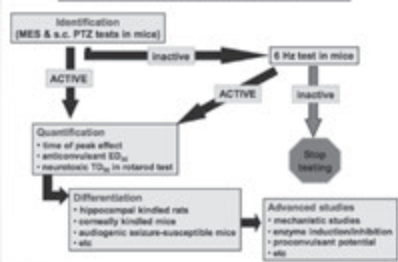 Identification
(MES & s.c. PTZ tests in mice)
inactive
6 Hz test in mice
ACTIVE
ACTIVE
inactive
Quantification
• time of peak effect
• anticonvulsant ED50
• neurotoxic TD50 in rotarod test
Stop
testing
Differentiation
• hippocampal kindled rats
• corneally kindled mice
• audiogenic seizure-susceptible mice
• etc
Advanced studies
• mechanistic studies
• enzyme induction/inhibition
• proconvulsant potential
• etc